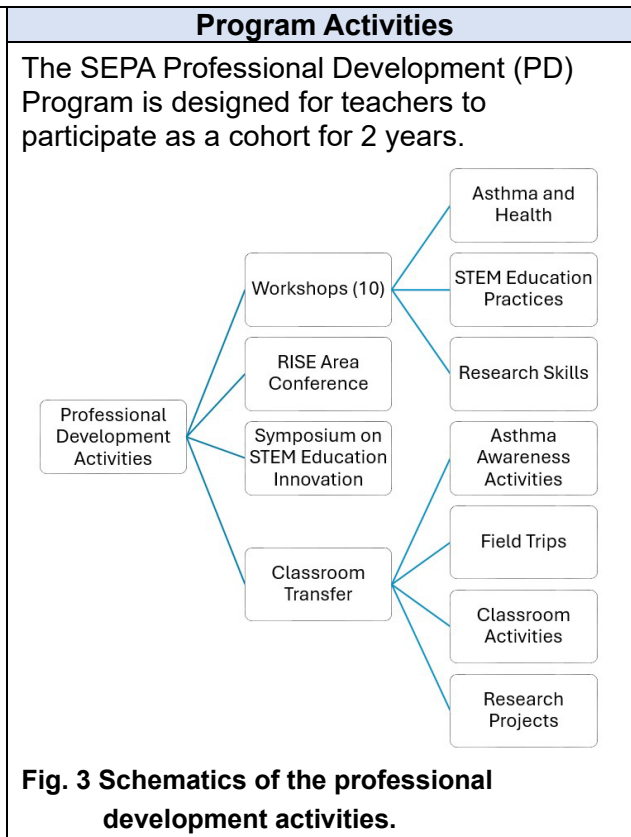 Program Activities
The SEPA Professional Development (PD)
Program is designed for teachers to
participate as a cohort for 2 years.
Professional
Development
Activities
Workshops (10)
Asthma and
Health
STEM Education
Practices
Research Skills
RISE Area
Conference
Symposium on
STEM Education
Innovation
Classroom
Transfer
Asthma
Awareness
Activities
Field Trips
Classroom
Activities
Research
Projects
Fig. 3 Schematics of the professional
development activities.